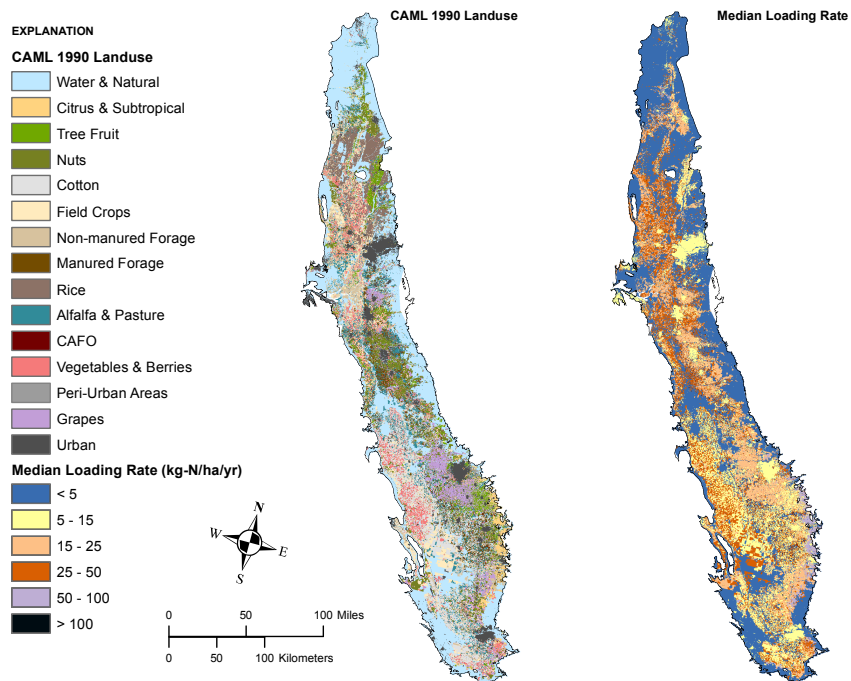 CAML 1990 Landuse
Median Loading Rate
EXPLANATION
CAML 1990 Landuse
Water & Natural
Citrus & Subtropical
Tree Fruit
Nuts
Cotton
Field Crops
Non-manured Forage
Manured Forage
Rice
Alfalfa & Pasture
CAFO
Vegetables & Berries
Peri-Urban Areas
Grapes
Urban
Median Loading Rate (kg-N/ha/yr)
< 5
5 - 15
15 - 25
25 - 50
50 - 100
> 100
N
W
E
S
0 50 100 Miles
0 50 100 Kilometers